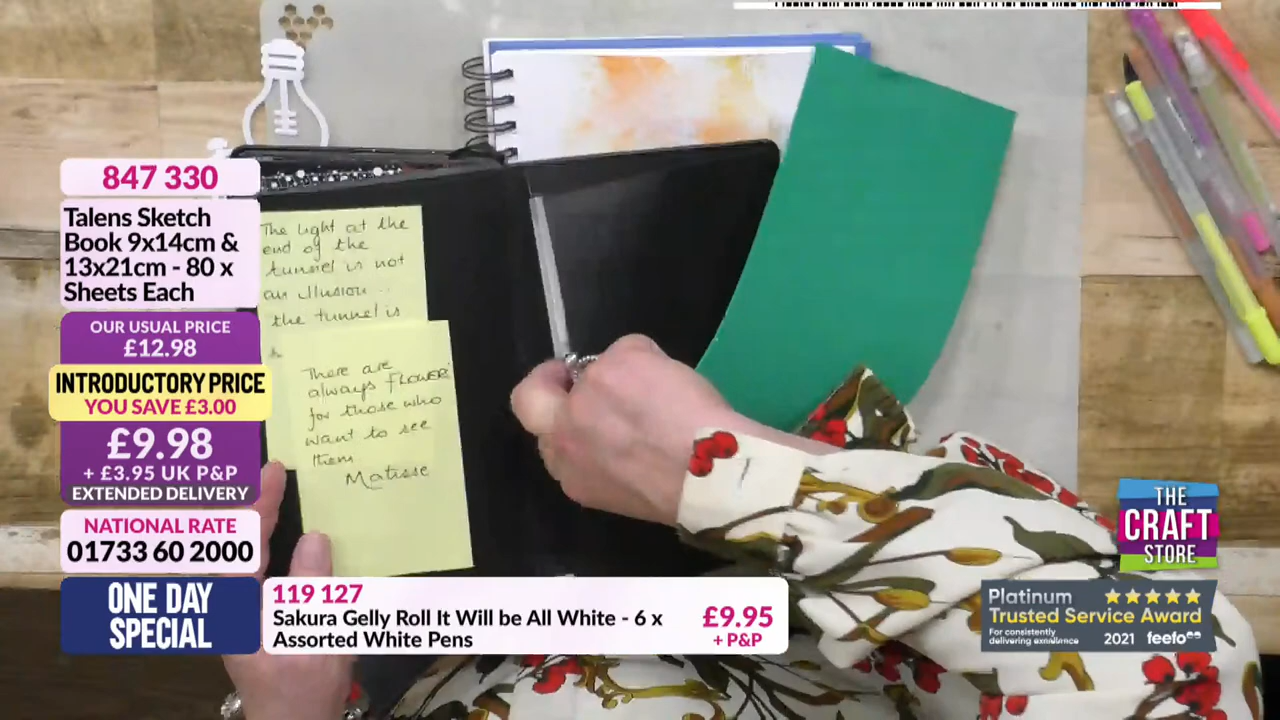 847 330
Talens Sketch
Book 9x14cm &
13x21cm - 80 x
Sheets Each
OUR USUAL PRICE
£12.98
INTRODUCTORY PRICE
YOU SAVE £3.00
£9.98
+ £3.95 UK P&P
EXTENDED DELIVERY
NATIONAL RATE
01733 60 2000
ONE DAY
SPECIAL
119 127
Sakura Gelly Roll It Will be All White - 6 x
Assorted White Pens
£9.95
+ P&P
The light at the
end of the
tunnel is not
an illusion ..
the tunnel is
There are
always FLOWER
for those who
want to see
them
Matisse
THE
CRAFT
STORE
Platinum
Trusted Service Award
For consistently
delivering excellence
2021 feefo